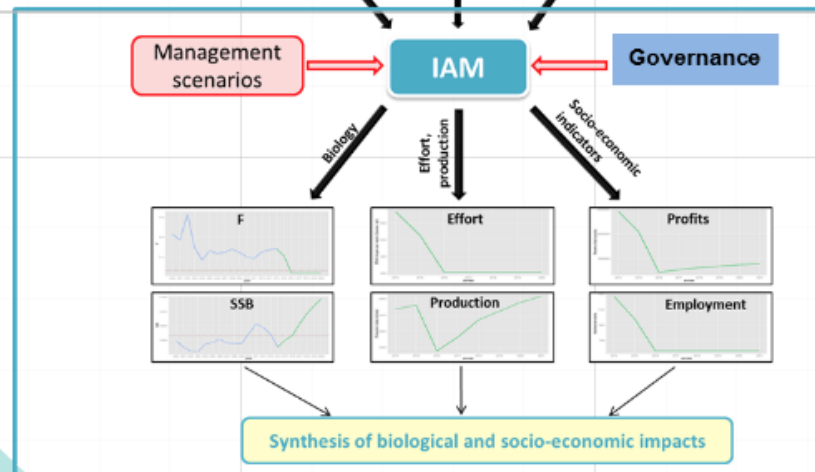 Management
scenarios
IAM
Governance
Biology
Effort,
production
Socio-economic
indicators
F
Effort
Profits
SSB
Production
Employment
Synthesis of biological and socio-economic impacts